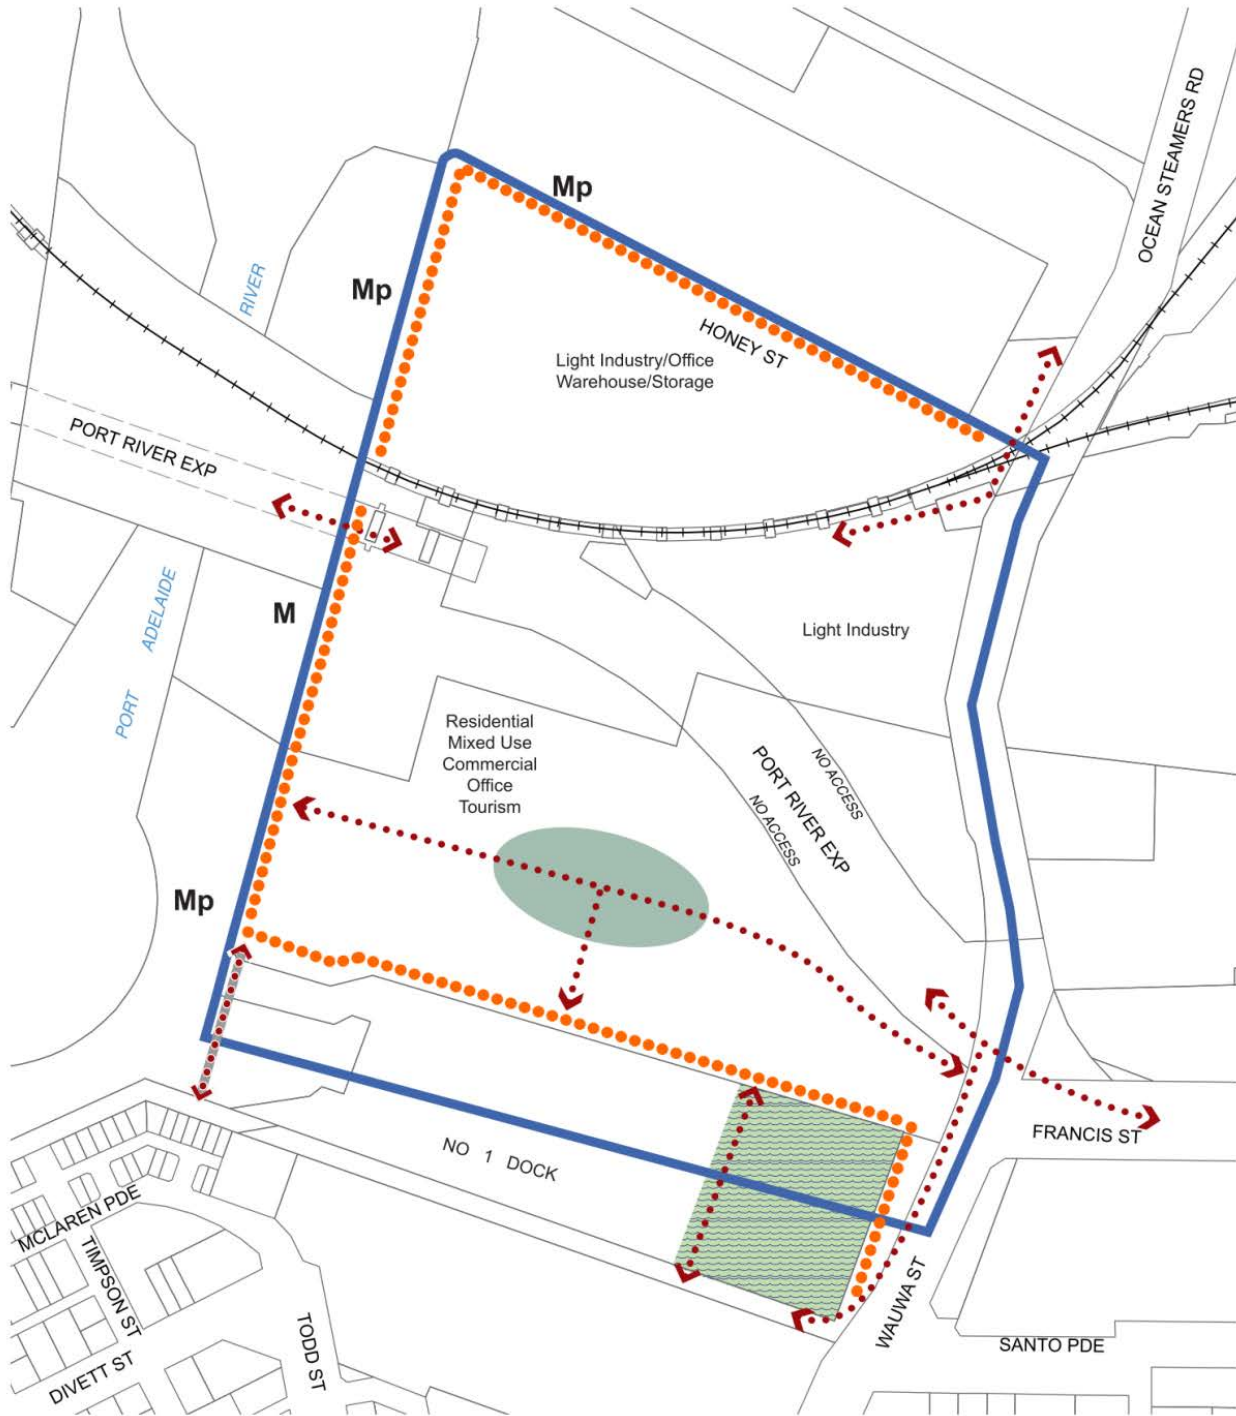 OCEAN STEAMERS RD
Mp
RIVER
Mp
HONEY ST
Light Industry/Office
Warehouse/Storage
PORT RIVER EXP
M
ADELAIDE
PORT
Light Industry
Residential
Mixed Use
Commercial
Office
Tourism
NO ACCESS
PORT RIVER EXP
NO ACCESS
Mp
FRANCIS ST
NO 1 DOCK
MCLAREN PDE
TIMPSON ST
WAUWA ST
SANTO PDE
TODD ST
DIVETT ST